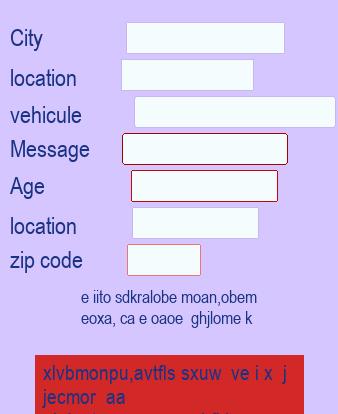 City
location
vehicule
Message
Age
location
zip code
e iito sdkralobe moan,obem
eoxa, ca e oaoe ghjlome k
xlvbmonpu,avtfls sxuw ve i x j
jecmor aa